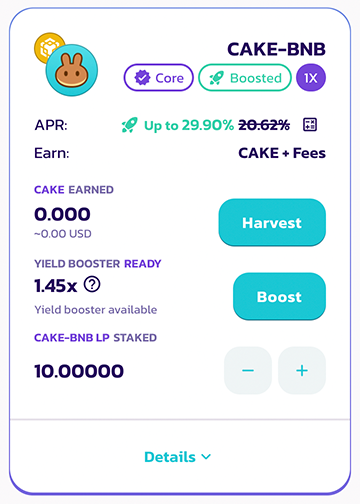 CAKE-BNB
Core Boosted 1X
APR: Up to 29.90% 20.62%
Earn: CAKE + Fees
CAKE EARNED
0.000
~0.00 USD
Harvest
YIELD BOOSTER READY
1.45x ?
Yield booster available
Boost
CAKE-BNB LP STAKED
10.00000
− +
Details